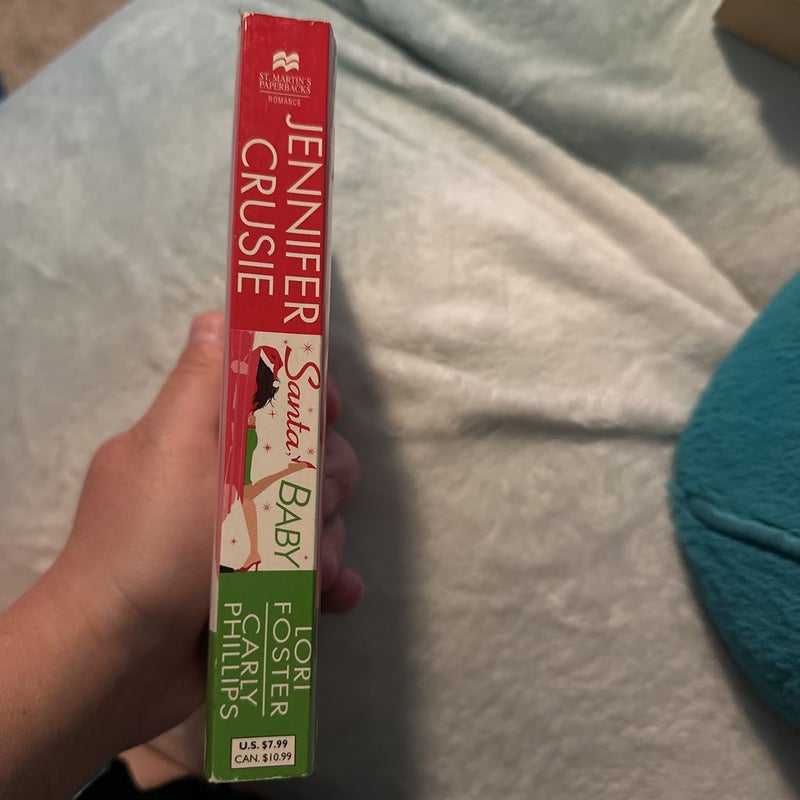 ST. MARTIN'S
PAPERBACKS
ROMANCE
JENNIFER
CRUSIE
Santa,
BABY
LORI
FOSTER
CARLY
PHILLIPS
U.S. $7.99
CAN. $10.99